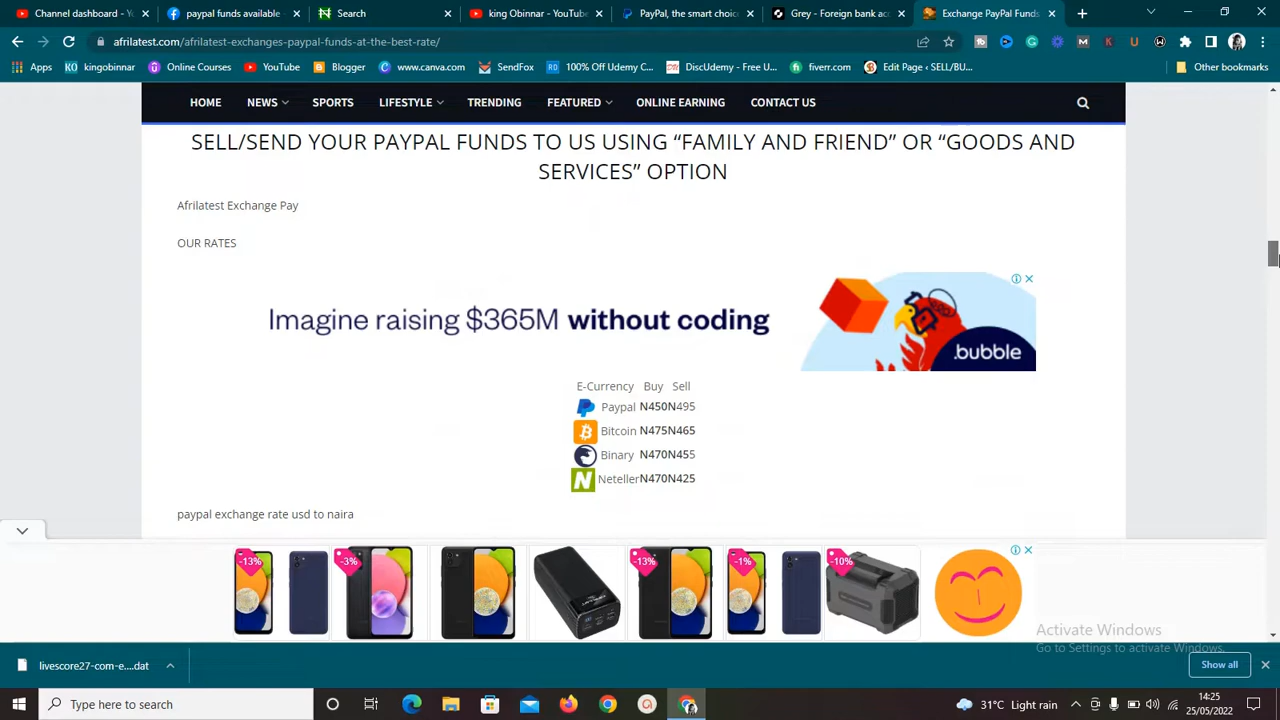 Channel dashboard - Yo
paypal funds available
Search
king Obinnar - YouTube
PayPal, the smart choic
Grey - Foreign bank acc
Exchange PayPal Funds
afrilatest.com/afrilatest-exchanges-paypal-funds-at-the-best-rate/
Apps
kingobinnar
Online Courses
YouTube
Blogger
www.canva.com
SendFox
100% Off Udemy C...
DiscUdemy - Free U...
fiverr.com
Edit Page ‹ SELL/BU...
Other bookmarks
HOME
NEWS
SPORTS
LIFESTYLE
TRENDING
FEATURED
ONLINE EARNING
CONTACT US
SELL/SEND YOUR PAYPAL FUNDS TO US USING “FAMILY AND FRIEND” OR “GOODS AND
SERVICES” OPTION
Afrilatest Exchange Pay
OUR RATES
Imagine raising $365M without coding
.bubble
E-Currency Buy Sell
Paypal N450N495
Bitcoin N475N465
Binary N470N455
NetellerN470N425
paypal exchange rate usd to naira
-13%
-3%
-13%
-1%
-10%
Activate Windows
Go to Settings to activate Windows.
livescore27-com-e....dat
Show all
Type here to search
31°C Light rain
14:25
25/05/2022